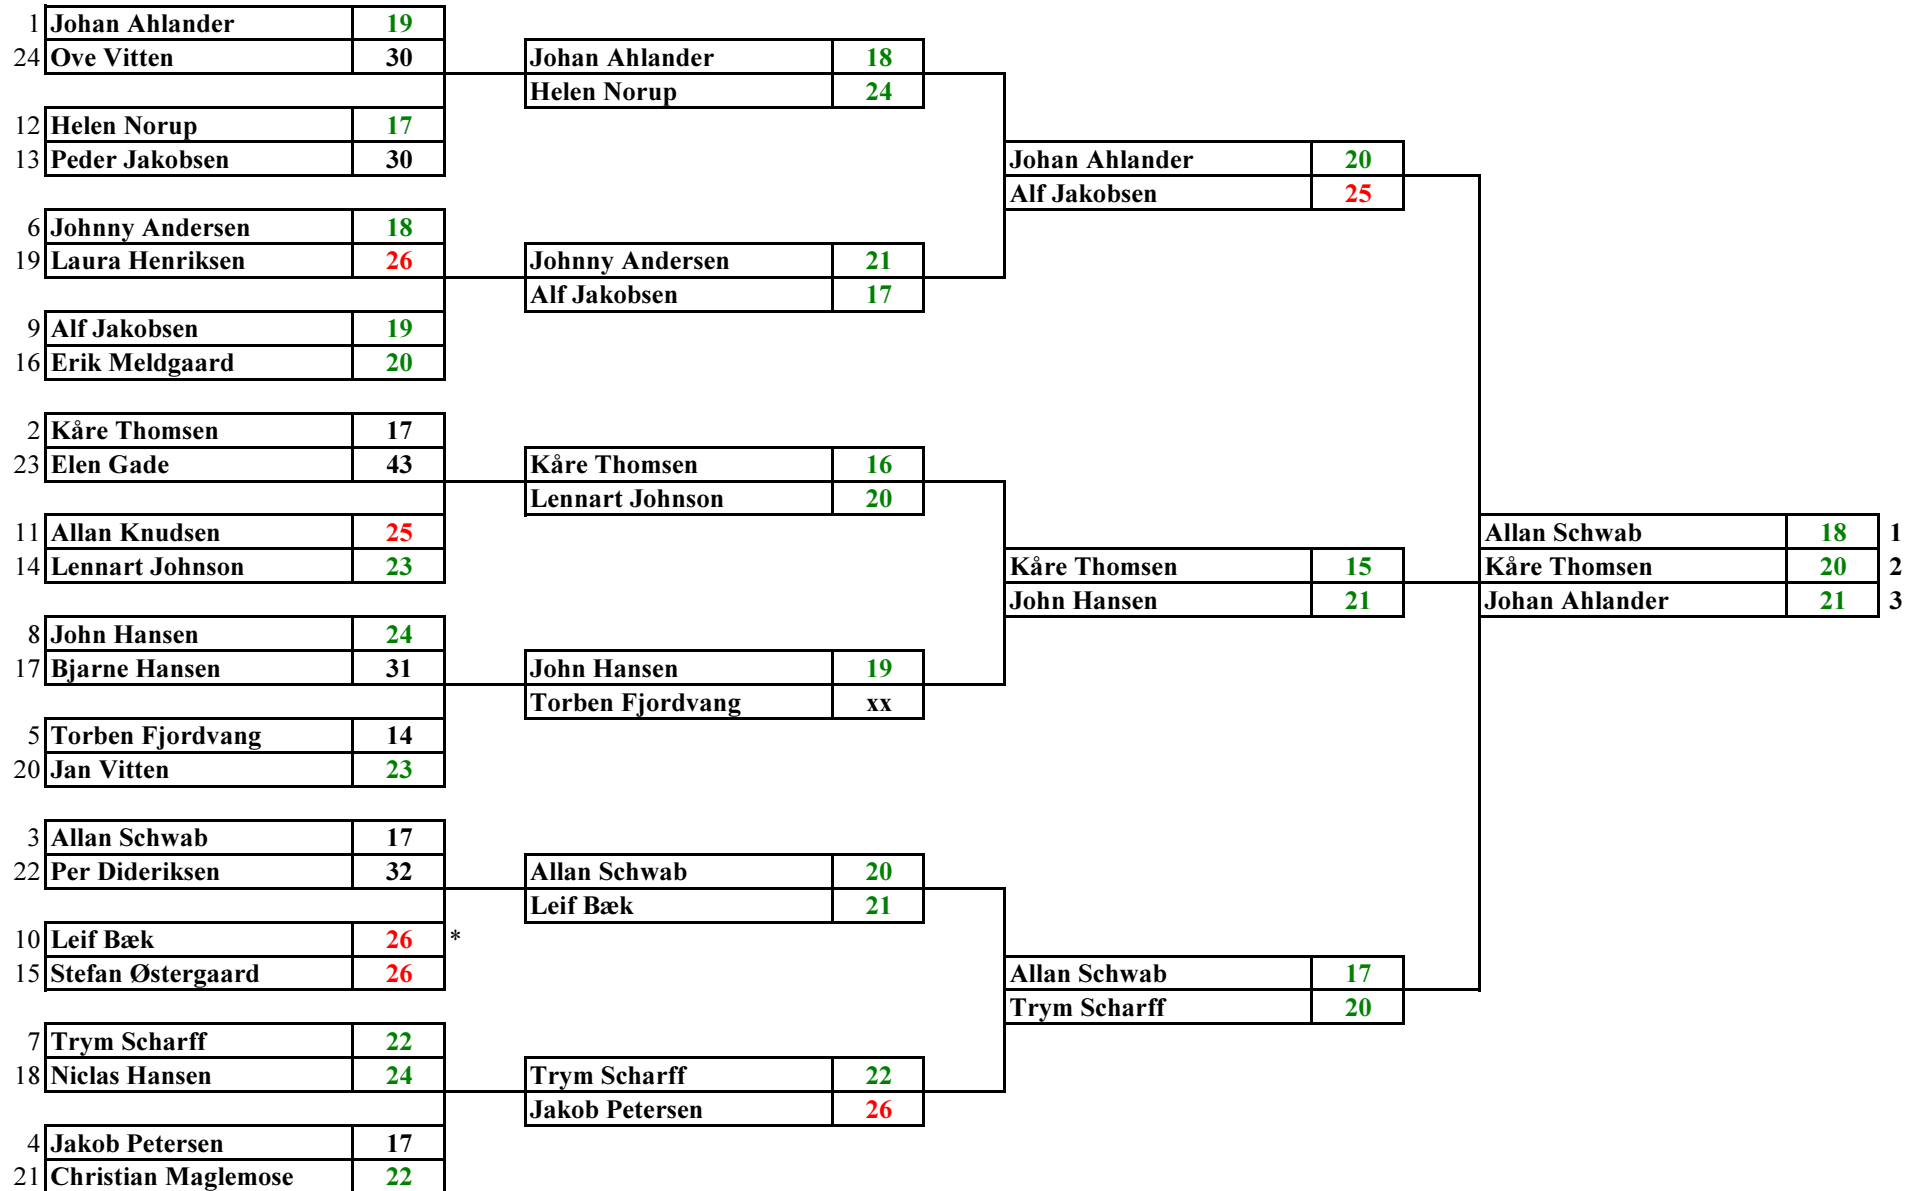 1 Johan Ahlander 19
24 Ove Vitten 30
Johan Ahlander 18
Helen Norup 24
12 Helen Norup 17
13 Peder Jakobsen 30
Johan Ahlander 20
Alf Jakobsen 25
6 Johnny Andersen 18
19 Laura Henriksen 26
Johnny Andersen 21
Alf Jakobsen 17
9 Alf Jakobsen 19
16 Erik Meldgaard 20
2 Kåre Thomsen 17
23 Elen Gade 43
Kåre Thomsen 16
Lennart Johnson 20
11 Allan Knudsen 25
14 Lennart Johnson 23
Allan Schwab 18 1
Kåre Thomsen 15
Kåre Thomsen 20 2
John Hansen 21
Johan Ahlander 21 3
8 John Hansen 24
17 Bjarne Hansen 31
John Hansen 19
Torben Fjordvang xx
5 Torben Fjordvang 14
20 Jan Vitten 23
3 Allan Schwab 17
22 Per Dideriksen 32
Allan Schwab 20
Leif Bæk 21
10 Leif Bæk 26 *
15 Stefan Østergaard 26
Allan Schwab 17
Trym Scharff 20
7 Trym Scharff 22
18 Niclas Hansen 24
Trym Scharff 22
Jakob Petersen 26
4 Jakob Petersen 17
21 Christian Maglemose 22